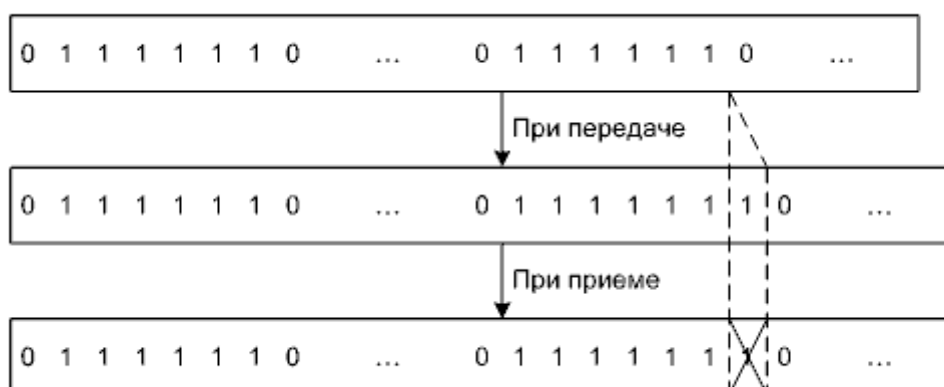 0 1 1 1 1 1 1 0 ... 0 1 1 1 1 1 1 0 ...
При передаче
0 1 1 1 1 1 1 0 ... 0 1 1 1 1 1 1 1 0 ...
При приеме
0 1 1 1 1 1 1 0 ... 0 1 1 1 1 1 1 1 0 ...